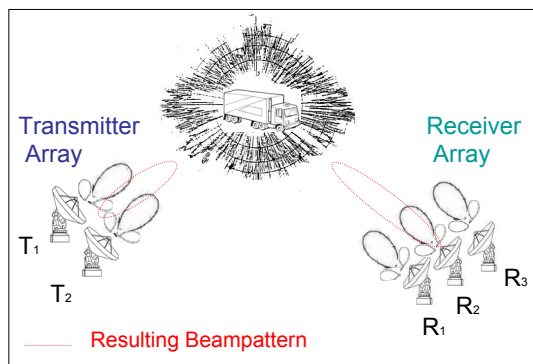 Transmitter
Array
Receiver
Array
T1
T2
R1
R2
R3
Resulting Beampattern